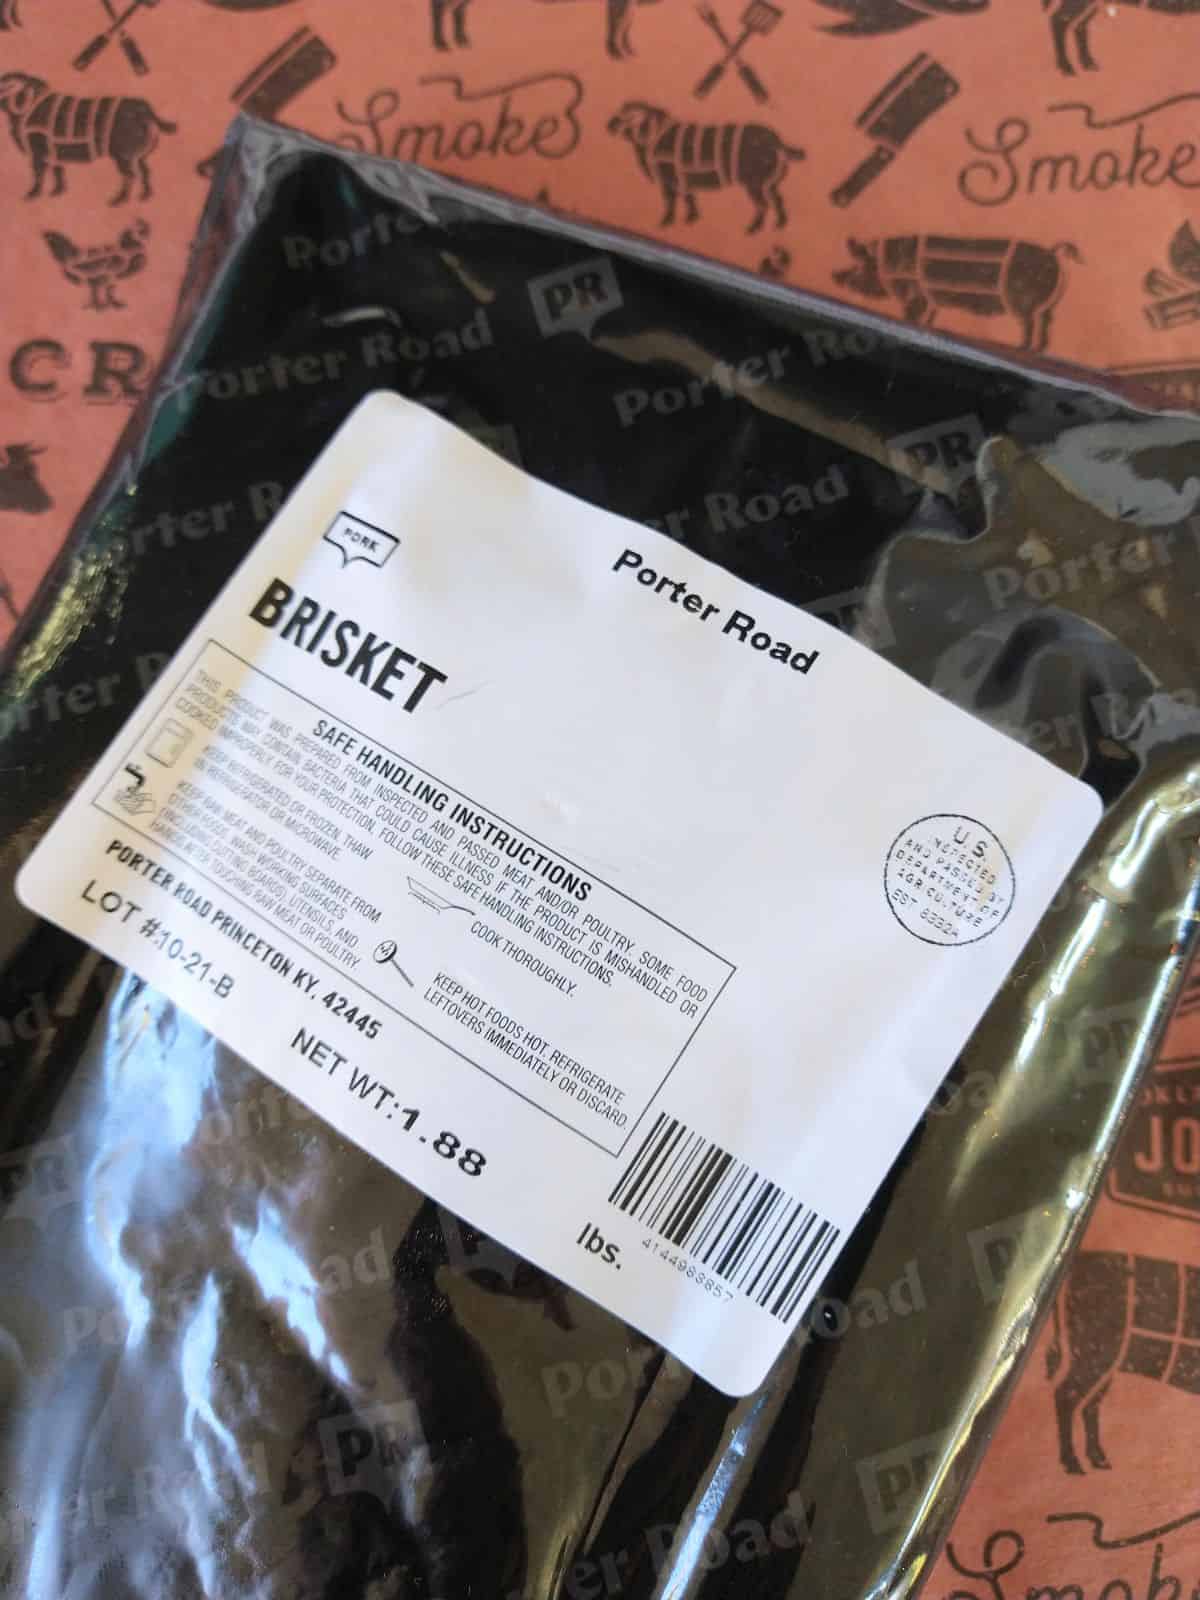 Smoke
Smoke
CR
Porter Road
PR
Porter Road
Porter
Porter Road
PR
Porter
PORK
Porter Road
BRISKET
SAFE HANDLING INSTRUCTIONS
THIS PRODUCT WAS PREPARED FROM INSPECTED AND PASSED MEAT AND/OR POULTRY. SOME FOOD
PRODUCTS MAY CONTAIN BACTERIA THAT COULD CAUSE ILLNESS IF THE PRODUCT IS MISHANDLED OR
COOKED IMPROPERLY. FOR YOUR PROTECTION, FOLLOW THESE SAFE HANDLING INSTRUCTIONS.
KEEP REFRIGERATED OR FROZEN. THAW
IN REFRIGERATOR OR MICROWAVE.
KEEP RAW MEAT AND POULTRY SEPARATE FROM
OTHER FOODS. WASH WORKING SURFACES
(INCLUDING CUTTING BOARDS), UTENSILS, AND
HANDS AFTER TOUCHING RAW MEAT OR POULTRY.
COOK THOROUGHLY.
KEEP HOT FOODS HOT. REFRIGERATE
LEFTOVERS IMMEDIATELY OR DISCARD.
U.S.
INSPECTED
AND PASSED BY
DEPARTMENT OF
AGRICULTURE
EST
PORTER ROAD PRINCETON KY, 42445
LOT #:10-21-B
NET WT:1.88
lbs.
4144983857
JO
PR
Road
Smoke